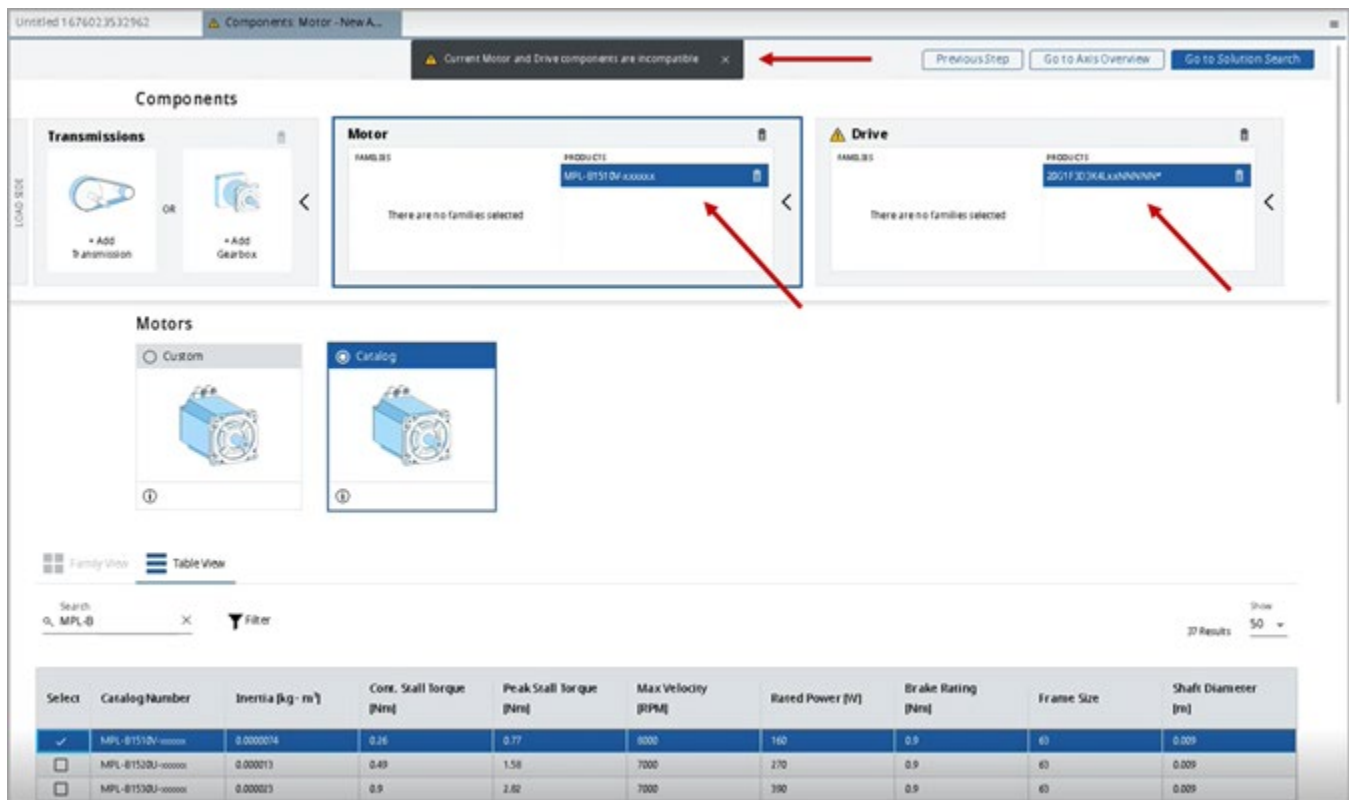 Untitled 1676023532962
Components: Motor - New A...
Current Motor and Drive components are incompatible
Previous Step
Go to Axis Overview
Go to Solution Search
Components
LOAD SIDE
Transmissions
OR
+ Add
Transmission
+ Add
Gearbox
Motor
FAMILIES
PRODUCTS
MPL-B1510V-xxxxxx
There are no families selected
Drive
FAMILIES
PRODUCTS
There are no families selected
Motors
Custom
Catalog
Family View
Table View
Search
MPL-B
Filter
37 Results
Show
50
Select Catalog Number Inertia [kg - m²] Cont. Stall Torque [Nm] Peak Stall Torque [Nm] Max Velocity [RPM] Rated Power [W] Brake Rating [Nm] Frame Size Shaft Diameter [m]
MPL-B1510V-xxxxxx 0.0000074 0.26 0.77 8000 160 0.9 63 0.009
MPL-B1520U-xxxxxx 0.000013 0.49 1.58 7000 270 0.9 63 0.009
MPL-B1530U-xxxxxx 0.000023 0.9 2.82 7000 390 0.9 63 0.009